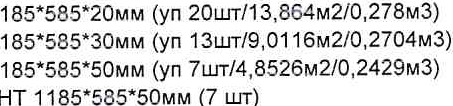 185*585*20мм (уп 20шт/13,864м2/0,278м3)
185*585*30мм (уп 13шт/9,0116м2/0,2704м3)
185*585*50мм (уп 7шт/4,8526м2/0,2429м3)
НТ 1185*585*50мм (7 шт)